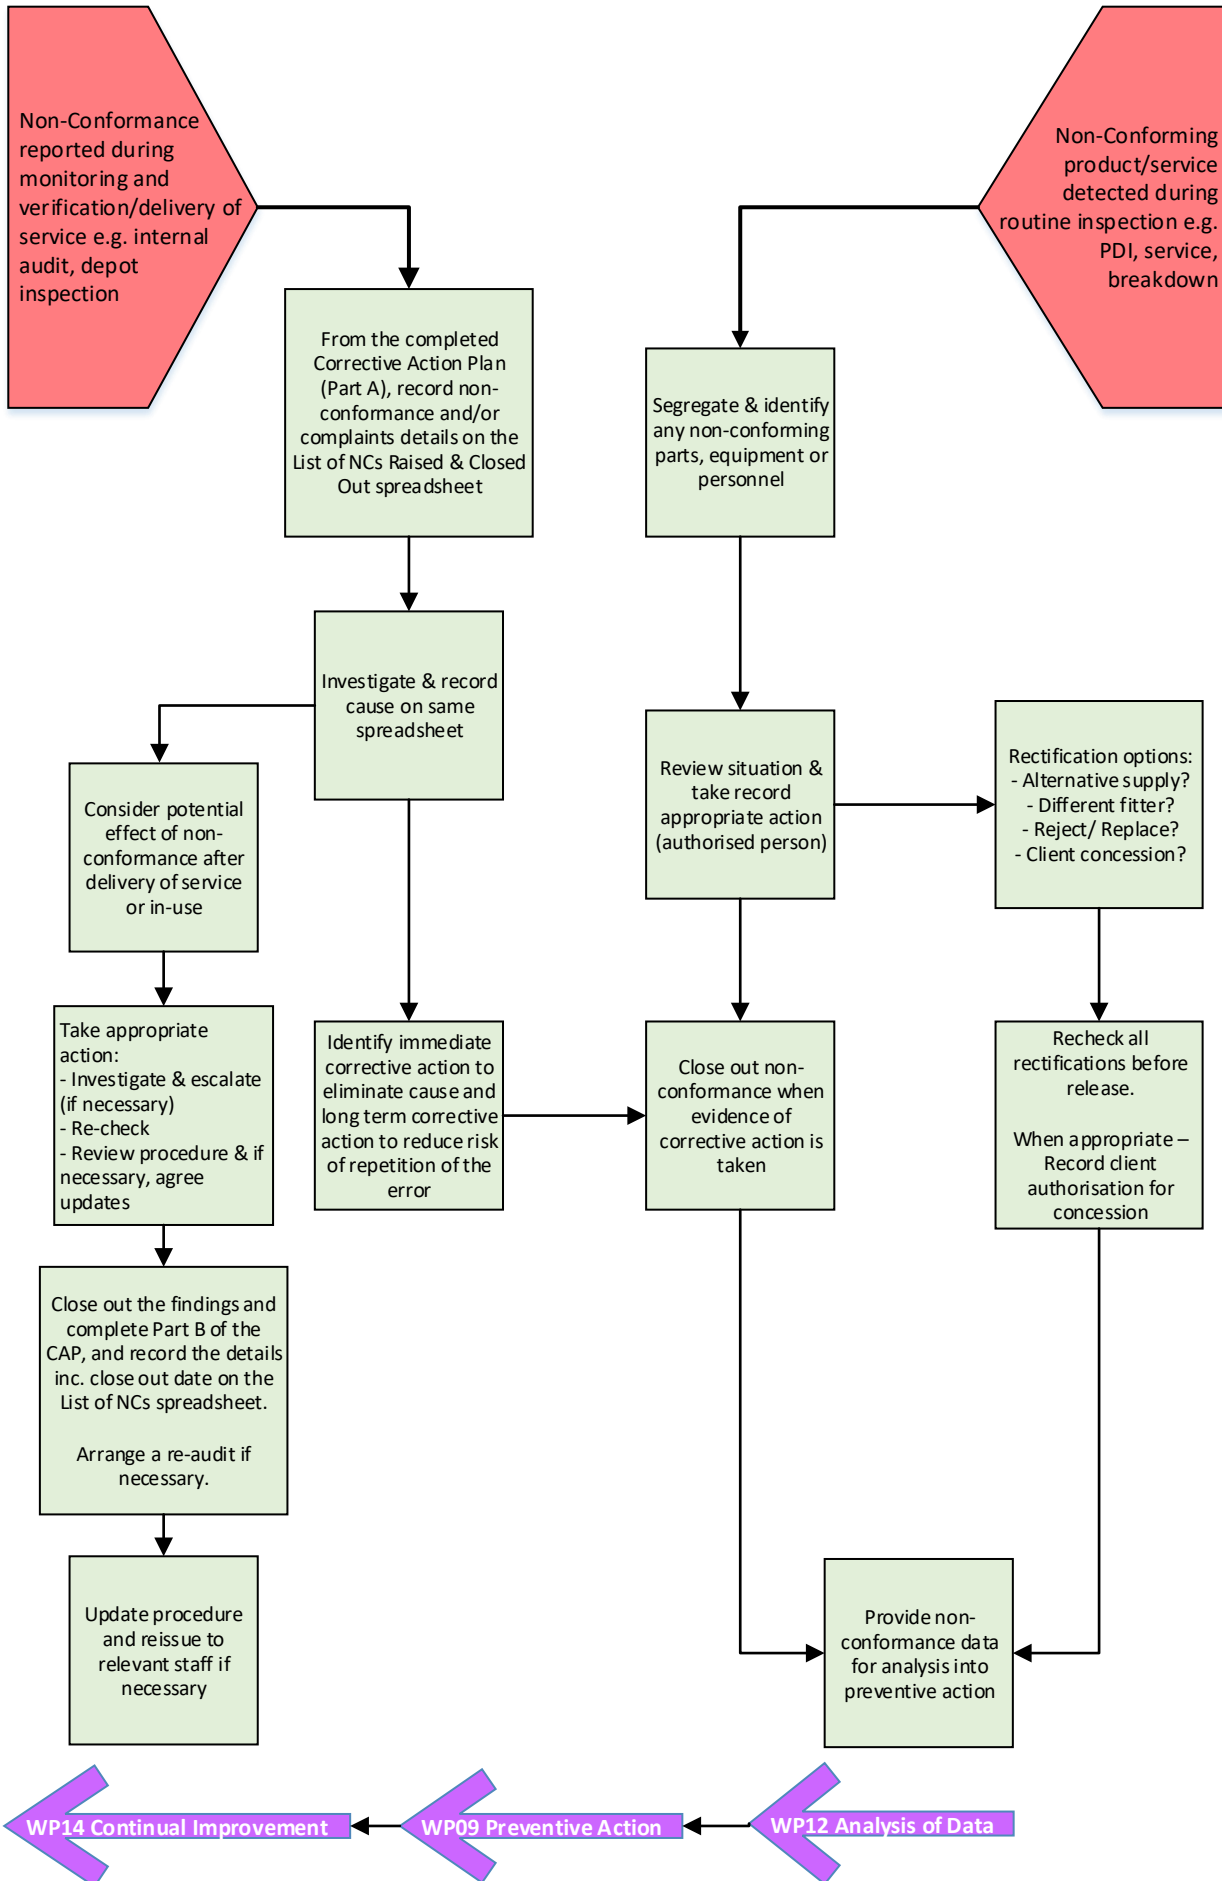 Non-Conformance
reported during
monitoring and
verification/delivery of
service e.g. internal
audit, depot
inspection
Non-Conforming
product/service
detected during
routine inspection e.g.
PDI, service,
breakdown
From the completed
Corrective Action Plan
(Part A), record non-
conformance and/or
complaints details on the
List of NCs Raised & Closed
Out spreadsheet
Segregate & identify
any non-conforming
parts, equipment or
personnel
Investigate & record
cause on same
spreadsheet
Review situation &
take record
appropriate action
(authorised person)
Rectification options:
- Alternative supply?
- Different fitter?
- Reject/ Replace?
- Client concession?
Consider potential
effect of non-
conformance after
delivery of service
or in-use
Take appropriate
action:
- Investigate & escalate
(if necessary)
- Re-check
- Review procedure & if
necessary, agree
updates
Identify immediate
corrective action to
eliminate cause and
long term corrective
action to reduce risk
of repetition of the
error
Close out non-
conformance when
evidence of
corrective action is
taken
Recheck all
rectifications before
release.
When appropriate –
Record client
authorisation for
concession
Close out the findings and
complete Part B of the
CAP, and record the details
inc. close out date on the
List of NCs spreadsheet.
Arrange a re-audit if
necessary.
Update procedure
and reissue to
relevant staff if
necessary
Provide non-
conformance data
for analysis into
preventive action
WP14 Continual Improvement
WP09 Preventive Action
WP12 Analysis of Data